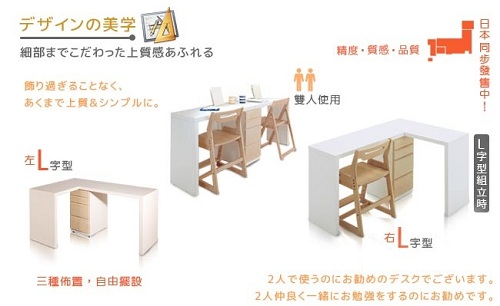 デザインの美学
細部までこだわった上質感あふれる
飾り過ぎることなく、
あくまで上質＆シンプルに。
雙人使用
精度・質感・品質
日本同步發售中！
左L字型
三種佈置，自由擺設
L字型組立時
右L字型
2人で使うのにお勧めのデスクでございます。
2人仲良く一緒にお勉強をするのにお勧めです。